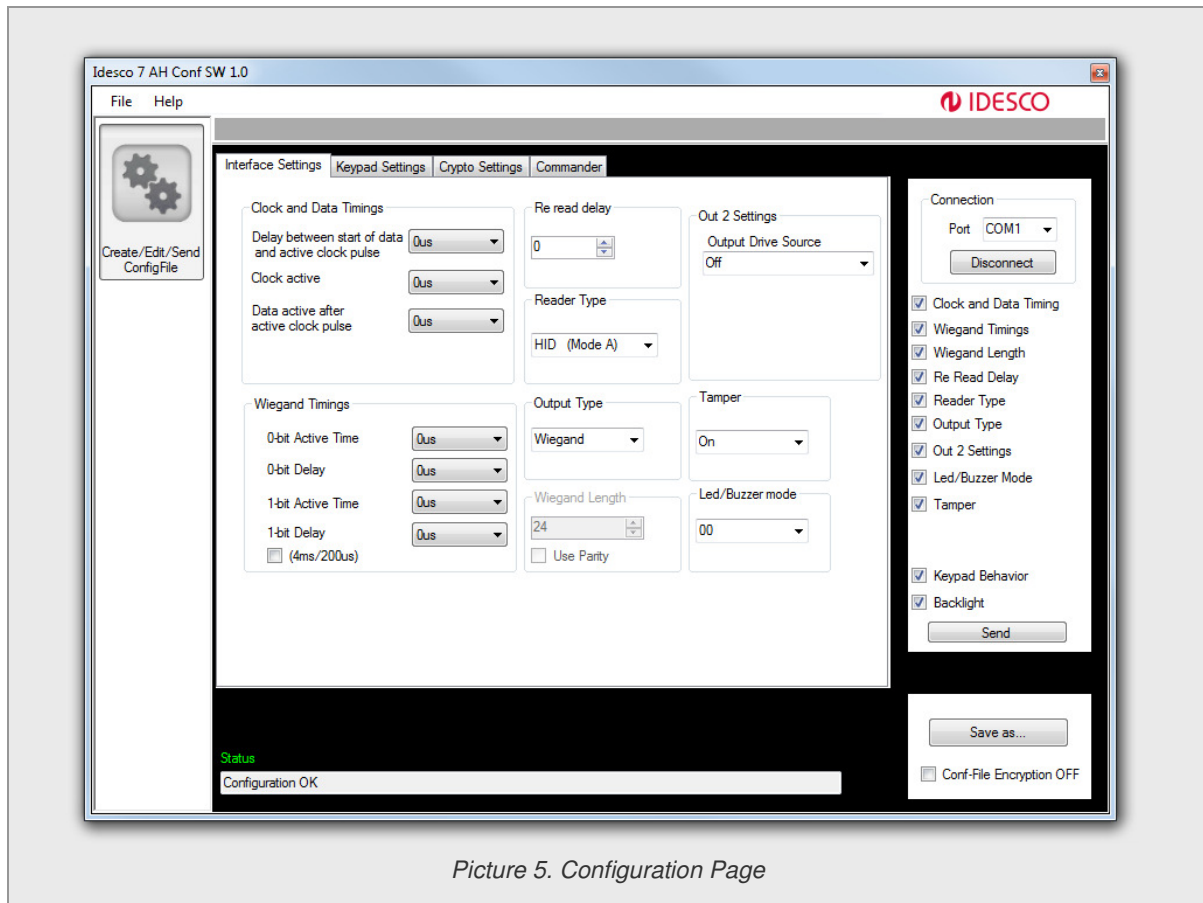 Idesco 7 AH Conf SW 1.0
File Help
IDESCO
Create/Edit/Send
ConfigFile
Interface Settings Keypad Settings Crypto Settings Commander
Clock and Data Timings
Delay between start of data
and active clock pulse
0us
Clock active
0us
Data active after
active clock pulse
0us
Re read delay
0
Reader Type
HID (Mode A)
Out 2 Settings
Output Drive Source
Off
Wiegand Timings
0-bit Active Time
0us
0-bit Delay
0us
1-bit Active Time
0us
1-bit Delay
0us
(4ms/200us)
Output Type
Wiegand
Wiegand Length
24
Use Parity
Tamper
On
Led/Buzzer mode
00
Connection
Port COM1
Disconnect
Clock and Data Timing
Wiegand Timings
Wiegand Length
Re Read Delay
Reader Type
Output Type
Out 2 Settings
Led/Buzzer Mode
Tamper
Keypad Behavior
Backlight
Send
Save as...
Conf-File Encryption OFF
Status
Configuration OK
Picture 5. Configuration Page